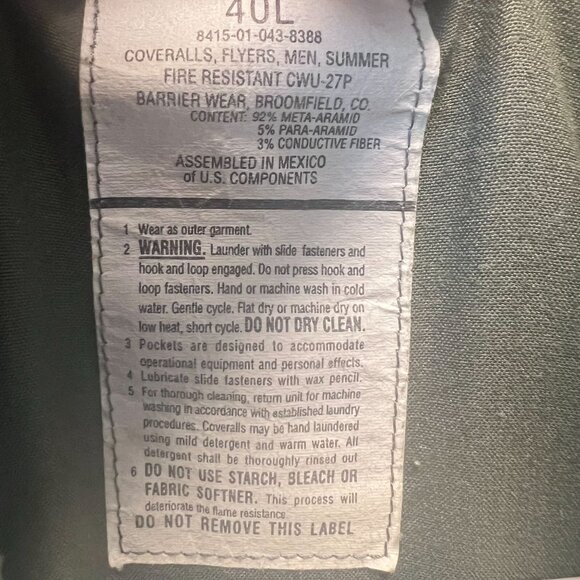 40L
8415-01-043-8388
COVERALLS, FLYERS, MEN, SUMMER
FIRE RESISTANT CWU-27P
BARRIER WEAR, BROOMFIELD, CO.
CONTENT: 92% META-ARAMID
5% PARA-ARAMID
3% CONDUCTIVE FIBER
ASSEMBLED IN MEXICO
of U.S. COMPONENTS
1 Wear as outer garment.
2 WARNING. Launder with slide fasteners and
hook and loop engaged. Do not press hook and
loop fasteners. Hand or machine wash in cold
water. Gentle cycle. Flat dry or machine dry on
low heat, short cycle. DO NOT DRY CLEAN.
3 Pockets are designed to accommodate
operational equipment and personal effects.
4 Lubricate slide fasteners with wax pencil.
5 For thorough cleaning, return unit for machine
washing in accordance with established laundry
procedures. Coveralls may be hand laundered
using mild detergent and warm water. All
detergent shall be thoroughly rinsed out
6 DO NOT USE STARCH, BLEACH OR
FABRIC SOFTNER. This process will
deteriorate the flame resistance.
DO NOT REMOVE THIS LABEL